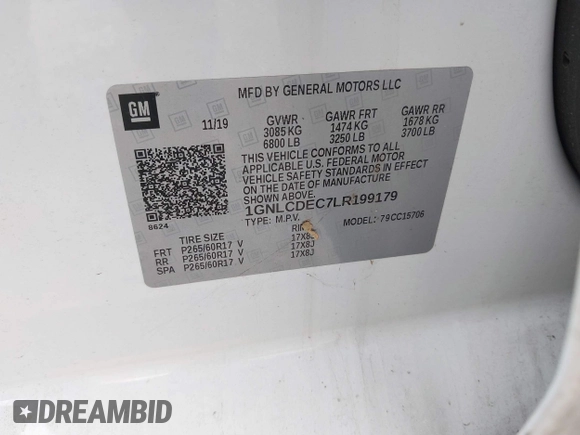 MFD BY GENERAL MOTORS LLC
GM
11/19
GVWR GAWR FRT GAWR RR
3085 KG 1474 KG 1678 KG
6800 LB 3250 LB 3700 LB
THIS VEHICLE CONFORMS TO ALL
APPLICABLE U.S. FEDERAL MOTOR
VEHICLE SAFETY STANDARDS IN EFFECT
ON THE DATE OF MANUFACTURE
1GNLCDEC7LR199179
TYPE: M.P.V. MODEL: 79CC15706
8624
TIRE SIZE
FRT P265/60R17 V 17X8J
RR P265/60R17 V 17X8J
SPA P265/60R17 V 17X8J
DREAMBID